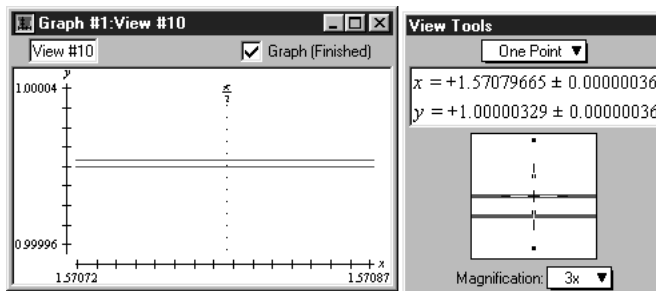 Graph #1:View #10
View #10
Graph (Finished)
y
1.00004
π
2
0.99996
x
1.57072
1.57087
View Tools
One Point
x = +1.57079665 ± 0.00000036
y = +1.00000329 ± 0.00000036
Magnification: 3x